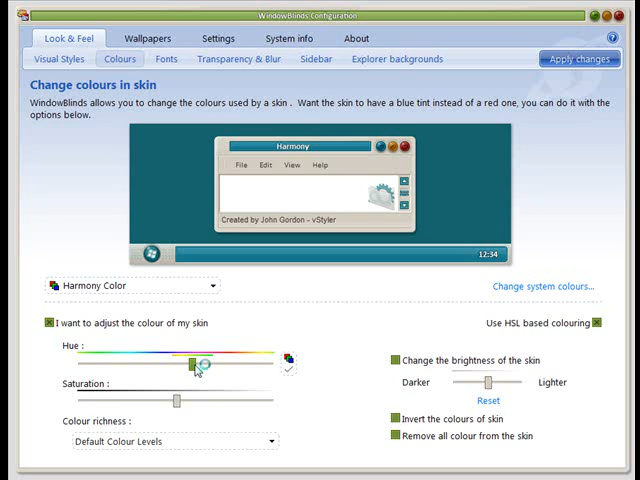 WindowBlinds Configuration
Look & Feel Wallpapers Settings System info About
Visual Styles Colours Fonts Transparency & Blur Sidebar Explorer backgrounds Apply changes
Change colours in skin
WindowBlinds allows you to change the colours used by a skin . Want the skin to have a blue tint instead of a red one, you can do it with the
options below.
Harmony
File Edit View Help
Created by John Gordon - vStyler
12:34
Harmony Color Change system colours...
I want to adjust the colour of my skin Use HSL based colouring
Hue :
Change the brightness of the skin
Saturation : Darker Lighter
Reset
Colour richness : Invert the colours of skin
Default Colour Levels Remove all colour from the skin